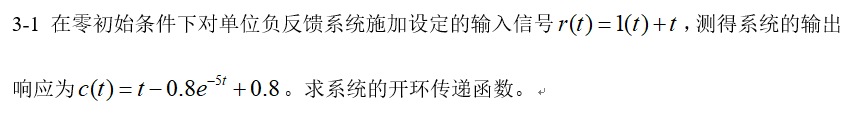 3-1 在零初始条件下对单位负反馈系统施加设定的输入信号 r(t)=1(t)+t，测得系统的输出
响应为 c(t)=t−0.8e^{−5t}+0.8。求系统的开环传递函数。